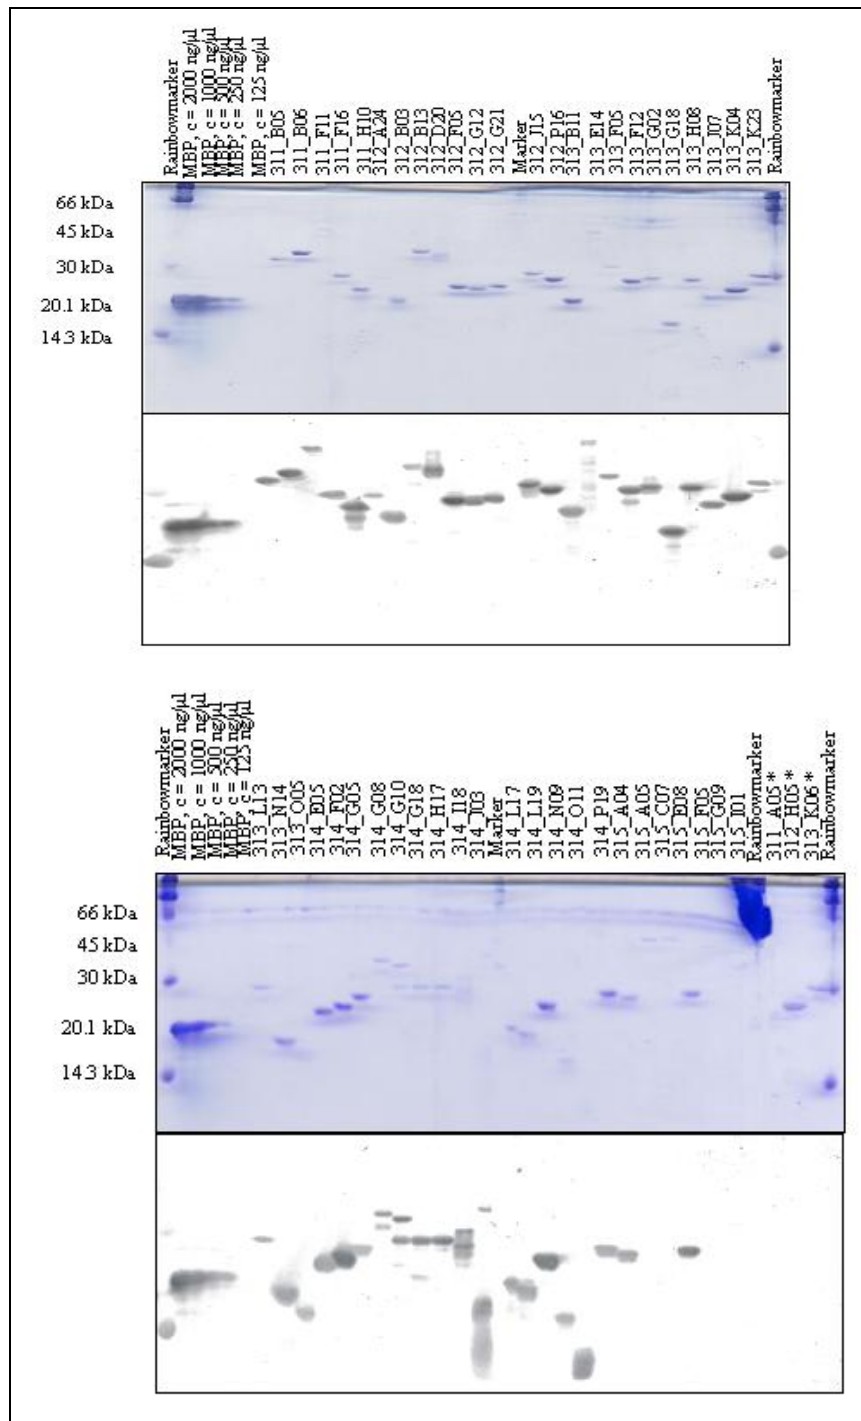 Rainbowmarker
MBP, c = 2000 ng/µl
MBP, c = 1000 ng/µl
MBP, c = 500 ng/µl
MBP, c = 250 ng/µl
MBP, c = 125 ng/µl
311_B05
311_B06
311_F11
311_F16
311_H10
312_A24
312_B03
312_B13
312_D20
312_F05
312_G12
312_G21
Marker
312_J15
312_P16
313_B11
313_E14
313_F05
313_F12
313_G02
313_G18
313_H08
313_J07
313_K04
313_K23
Rainbowmarker
66 kDa
45 kDa
30 kDa
20.1 kDa
14.3 kDa
Rainbowmarker
MBP, c = 2000 ng/µl
MBP, c = 1000 ng/µl
MBP, c = 500 ng/µl
MBP, c = 250 ng/µl
MBP, c = 125 ng/µl
313_L13
313_N14
313_O05
314_E05
314_F02
314_G05
314_G08
314_G10
314_G18
314_H17
314_I18
314_J03
Marker
314_L17
314_L19
314_N09
314_O11
314_P19
315_A04
315_A05
315_C07
315_E08
315_F05
315_G09
315_I01
Rainbowmarker
311_A05 *
312_H05 *
313_K06 *
Rainbowmarker
66 kDa
45 kDa
30 kDa
20.1 kDa
14.3 kDa